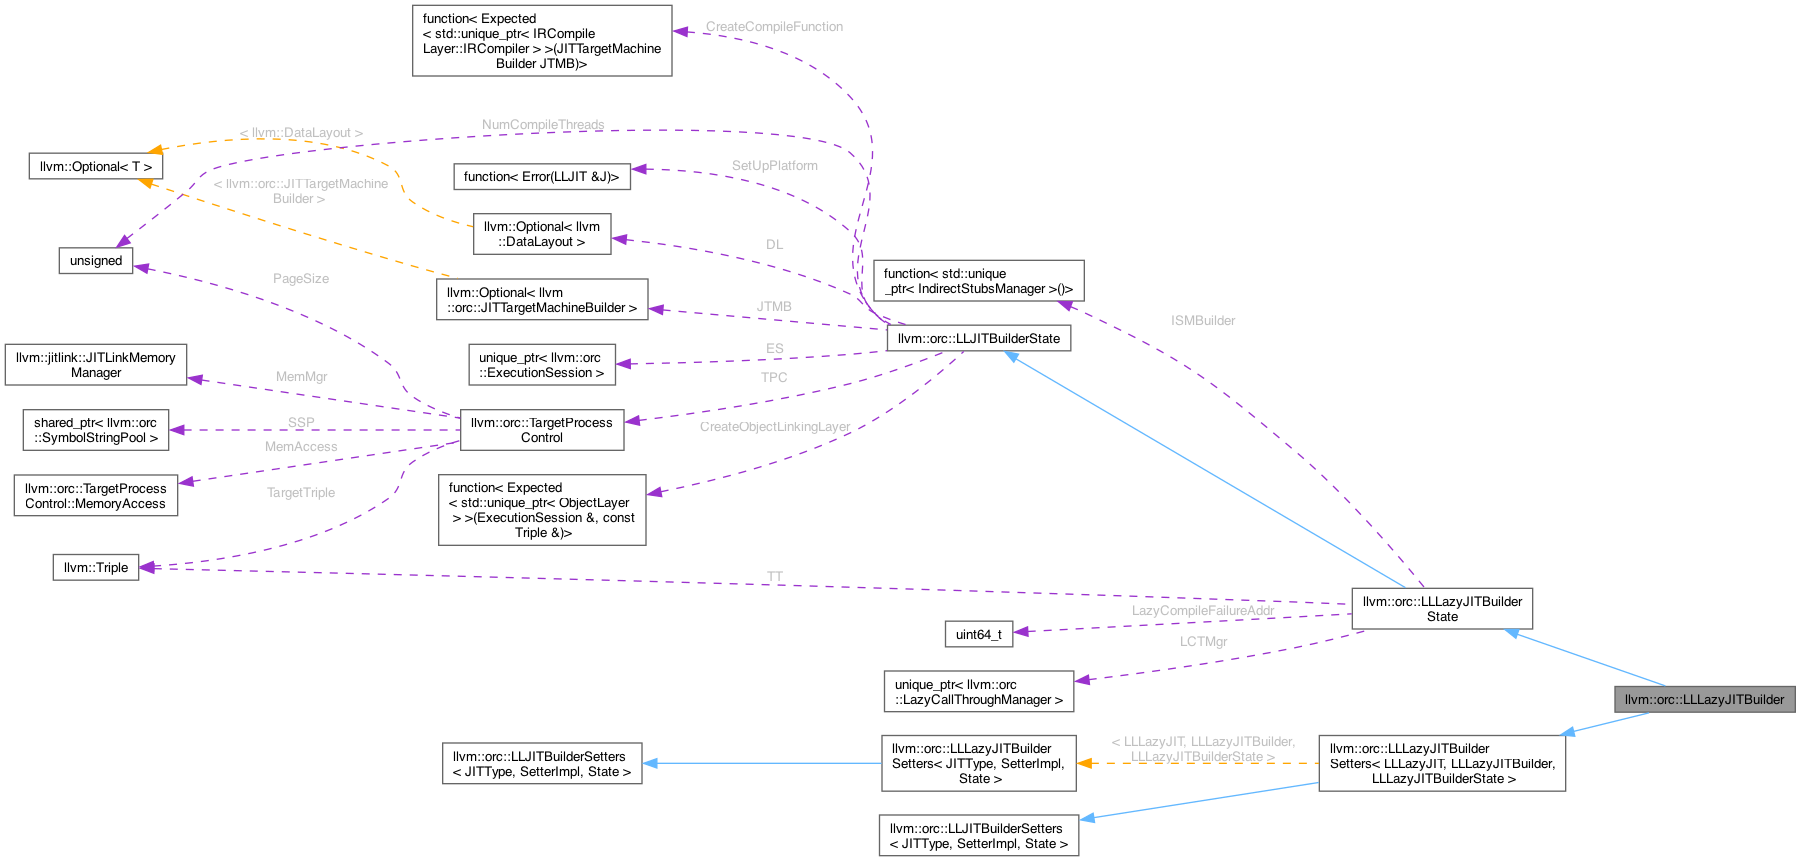 function< Expected
< std::unique_ptr< IRCompile
Layer::IRCompiler > >(JITTargetMachine
Builder JTMB)>
CreateCompileFunction
NumCompileThreads
< llvm::DataLayout >
llvm::Optional< T >
function< Error(LLJIT &J)>
SetUpPlatform
< llvm::orc::JITTargetMachine
Builder >
llvm::Optional< llvm
::DataLayout >
DL
unsigned
PageSize
function< std::unique
_ptr< IndirectStubsManager >()>
llvm::Optional< llvm
::orc::JITTargetMachineBuilder >
JTMB
ISMBuilder
llvm::orc::LLJITBuilderState
llvm::jitlink::JITLinkMemory
Manager
MemMgr
unique_ptr< llvm::orc
::ExecutionSession >
ES
TPC
shared_ptr< llvm::orc
::SymbolStringPool >
SSP
llvm::orc::TargetProcess
Control
CreateObjectLinkingLayer
MemAccess
llvm::orc::TargetProcess
Control::MemoryAccess
TargetTriple
function< Expected
< std::unique_ptr< ObjectLayer
> >(ExecutionSession &, const
Triple &)>
llvm::Triple
TT
llvm::orc::LLLazyJITBuilder
State
LazyCompileFailureAddr
uint64_t
LCTMgr
unique_ptr< llvm::orc
::LazyCallThroughManager >
llvm::orc::LLLazyJITBuilder
llvm::orc::LLJITBuilderSetters
< JITType, SetterImpl, State >
llvm::orc::LLLazyJITBuilder
Setters< JITType, SetterImpl,
State >
< LLLazyJIT, LLLazyJITBuilder,
LLLazyJITBuilderState >
llvm::orc::LLLazyJITBuilder
Setters< LLLazyJIT, LLLazyJITBuilder,
LLLazyJITBuilderState >
llvm::orc::LLJITBuilderSetters
< JITType, SetterImpl, State >